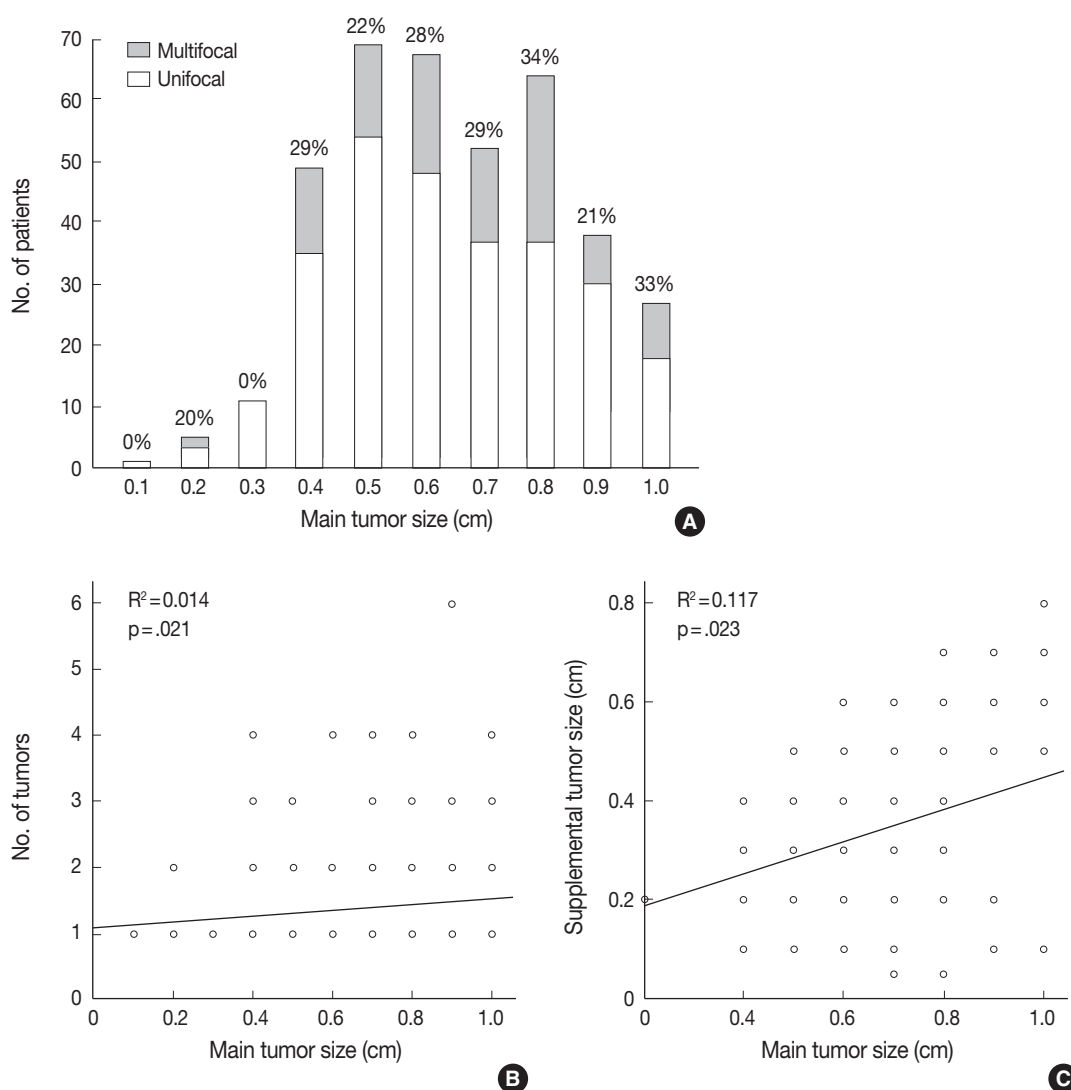 70
60
50
40
30
20
10
0
No. of patients
Multifocal
Unifocal
0%
20%
0%
29%
22%
28%
29%
34%
21%
33%
0.1 0.2 0.3 0.4 0.5 0.6 0.7 0.8 0.9 1.0
Main tumor size (cm)
A
6
5
4
3
2
1
0
No. of tumors
R²=0.014
p=.021
0 0.2 0.4 0.6 0.8 1.0
Main tumor size (cm)
B
0.8
0.6
0.4
0.2
0
Supplemental tumor size (cm)
R²=0.117
p=.023
0 0.4 0.6 0.8 1.0
Main tumor size (cm)
C